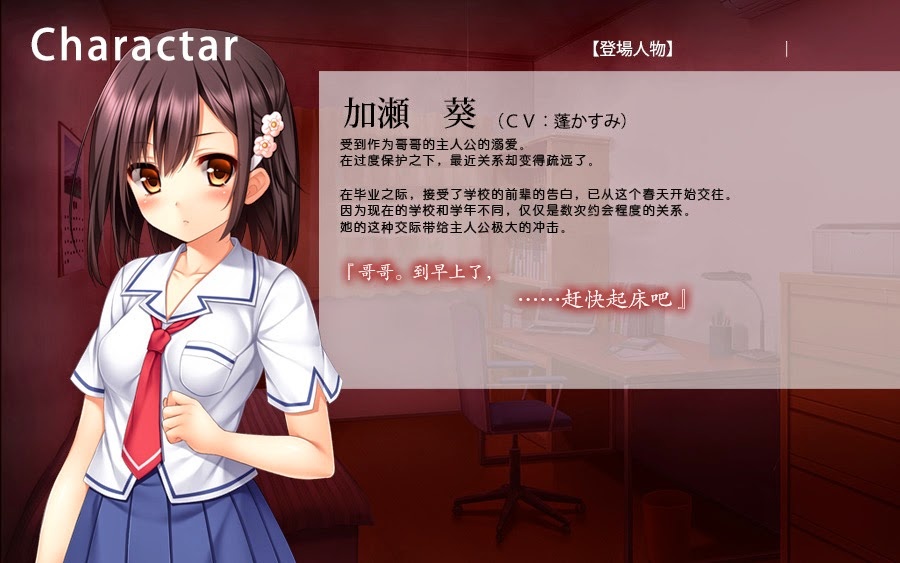 Charactar
【登場人物】
加瀬 葵 （ＣＶ：蓬かすみ）
受到作为哥哥的主人公的溺爱。
在过度保护之下，最近关系却变得疏远了。
在毕业之际，接受了学校的前辈的告白，已从这个春天开始交往。
因为现在的学校和学年不同，仅仅是数次约会程度的关系。
她的这种交际带给主人公极大的冲击。
『哥哥。到早上了，
……赶快起床吧』